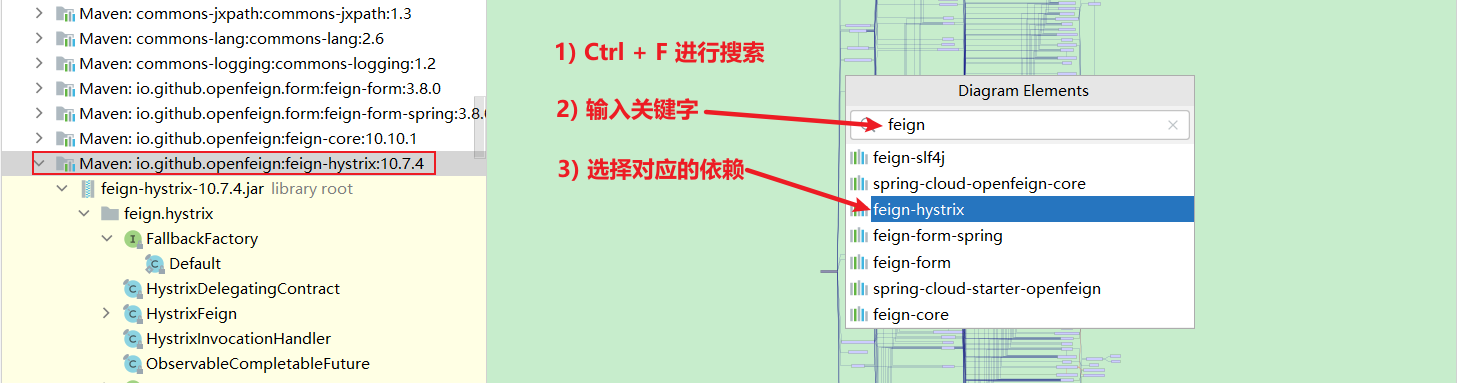 Maven: commons-jxpath:commons-jxpath:1.3
Maven: commons-lang:commons-lang:2.6
Maven: commons-logging:commons-logging:1.2
Maven: io.github.openfeign.form:feign-form:3.8.0
Maven: io.github.openfeign.form:feign-form-spring:3.8.0
Maven: io.github.openfeign:feign-core:10.10.1
Maven: io.github.openfeign:feign-hystrix:10.7.4
feign-hystrix-10.7.4.jar library root
feign.hystrix
FallbackFactory
Default
HystrixDelegatingContract
HystrixFeign
HystrixInvocationHandler
ObservableCompletableFuture
1) Ctrl + F 进行搜索
2) 输入关键字
3) 选择对应的依赖
Diagram Elements
feign
feign-slf4j
spring-cloud-openfeign-core
feign-hystrix
feign-form-spring
feign-form
spring-cloud-starter-openfeign
feign-core